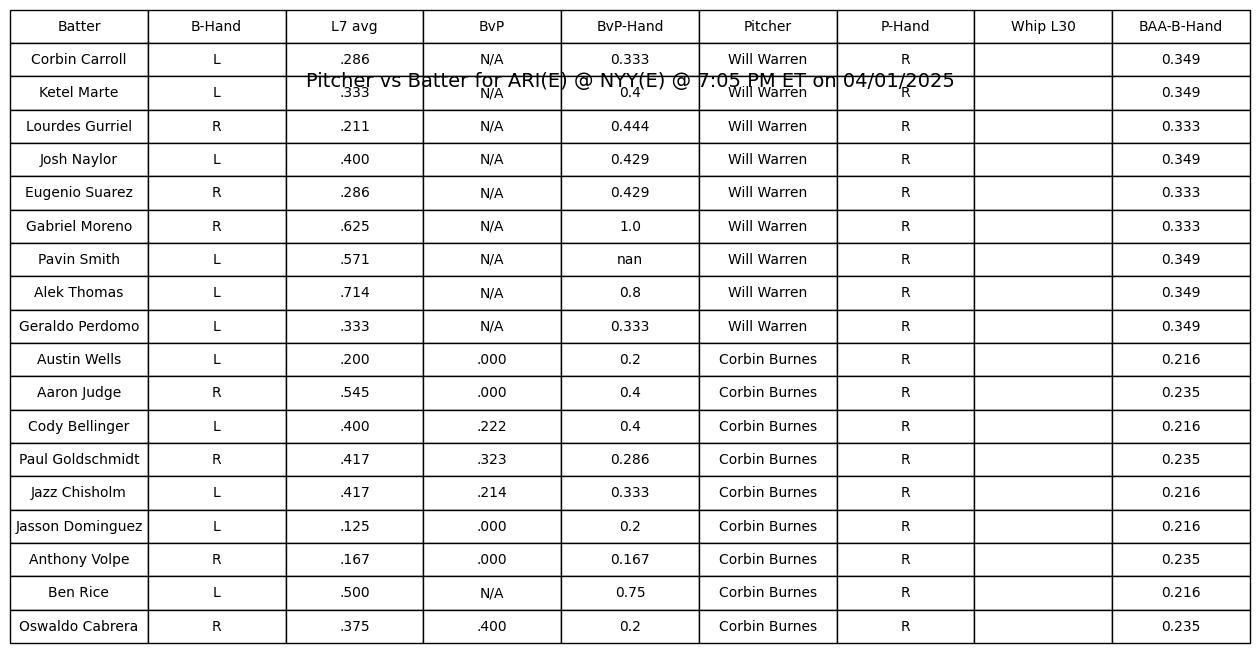 Batter B-Hand L7 avg BvP BvP-Hand Pitcher P-Hand Whip L30 BAA-B-Hand
Corbin Carroll L .286 N/A 0.333 Will Warren R 0.349
Pitcher vs Batter for ARI(E) @ NYY(E) @ 7:05 PM ET on 04/01/2025
Ketel Marte L .333 N/A 0.4 Will Warren R 0.349
Lourdes Gurriel R .211 N/A 0.444 Will Warren R 0.333
Josh Naylor L .400 N/A 0.429 Will Warren R 0.349
Eugenio Suarez R .286 N/A 0.429 Will Warren R 0.333
Gabriel Moreno R .625 N/A 1.0 Will Warren R 0.333
Pavin Smith L .571 N/A nan Will Warren R 0.349
Alek Thomas L .714 N/A 0.8 Will Warren R 0.349
Geraldo Perdomo L .333 N/A 0.333 Will Warren R 0.349
Austin Wells L .200 .000 0.2 Corbin Burnes R 0.216
Aaron Judge R .545 .000 0.4 Corbin Burnes R 0.235
Cody Bellinger L .400 .222 0.4 Corbin Burnes R 0.216
Paul Goldschmidt R .417 .323 0.286 Corbin Burnes R 0.235
Jazz Chisholm L .417 .214 0.333 Corbin Burnes R 0.216
Jasson Dominguez L .125 .000 0.2 Corbin Burnes R 0.216
Anthony Volpe R .167 .000 0.167 Corbin Burnes R 0.235
Ben Rice L .500 N/A 0.75 Corbin Burnes R 0.216
Oswaldo Cabrera R .375 .400 0.2 Corbin Burnes R 0.235